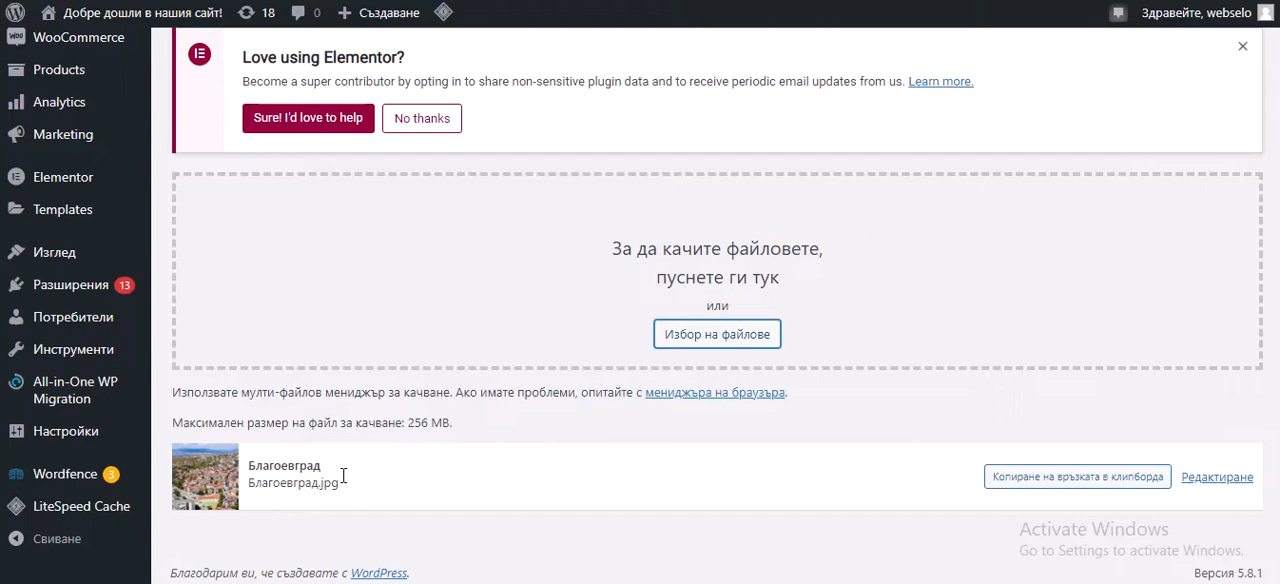 Добре дошли в нашия сайт! 18 0 Създаване Здравейте, webselo
WooCommerce
Products
Analytics
Marketing
Elementor
Templates
Изглед
Разширения 13
Потребители
Инструменти
All-in-One WP
Migration
Настройки
Wordfence 3
LiteSpeed Cache
Свиване
Love using Elementor?
Become a super contributor by opting in to share non-sensitive plugin data and to receive periodic email updates from us. Learn more.
Sure! I'd love to help No thanks
За да качите файловете,
пуснете ги тук
или
Избор на файлове
Използвате мулти-файлов мениджър за качване. Ако имате проблеми, опитайте с мениджъра на браузъра.
Максимален размер на файл за качване: 256 MB.
Благоевград
Благоевград.jpg
Копиране на връзката в клипборда Редактиране
Activate Windows
Go to Settings to activate Windows.
Благодарим ви, че създавате с WordPress. Версия 5.8.1